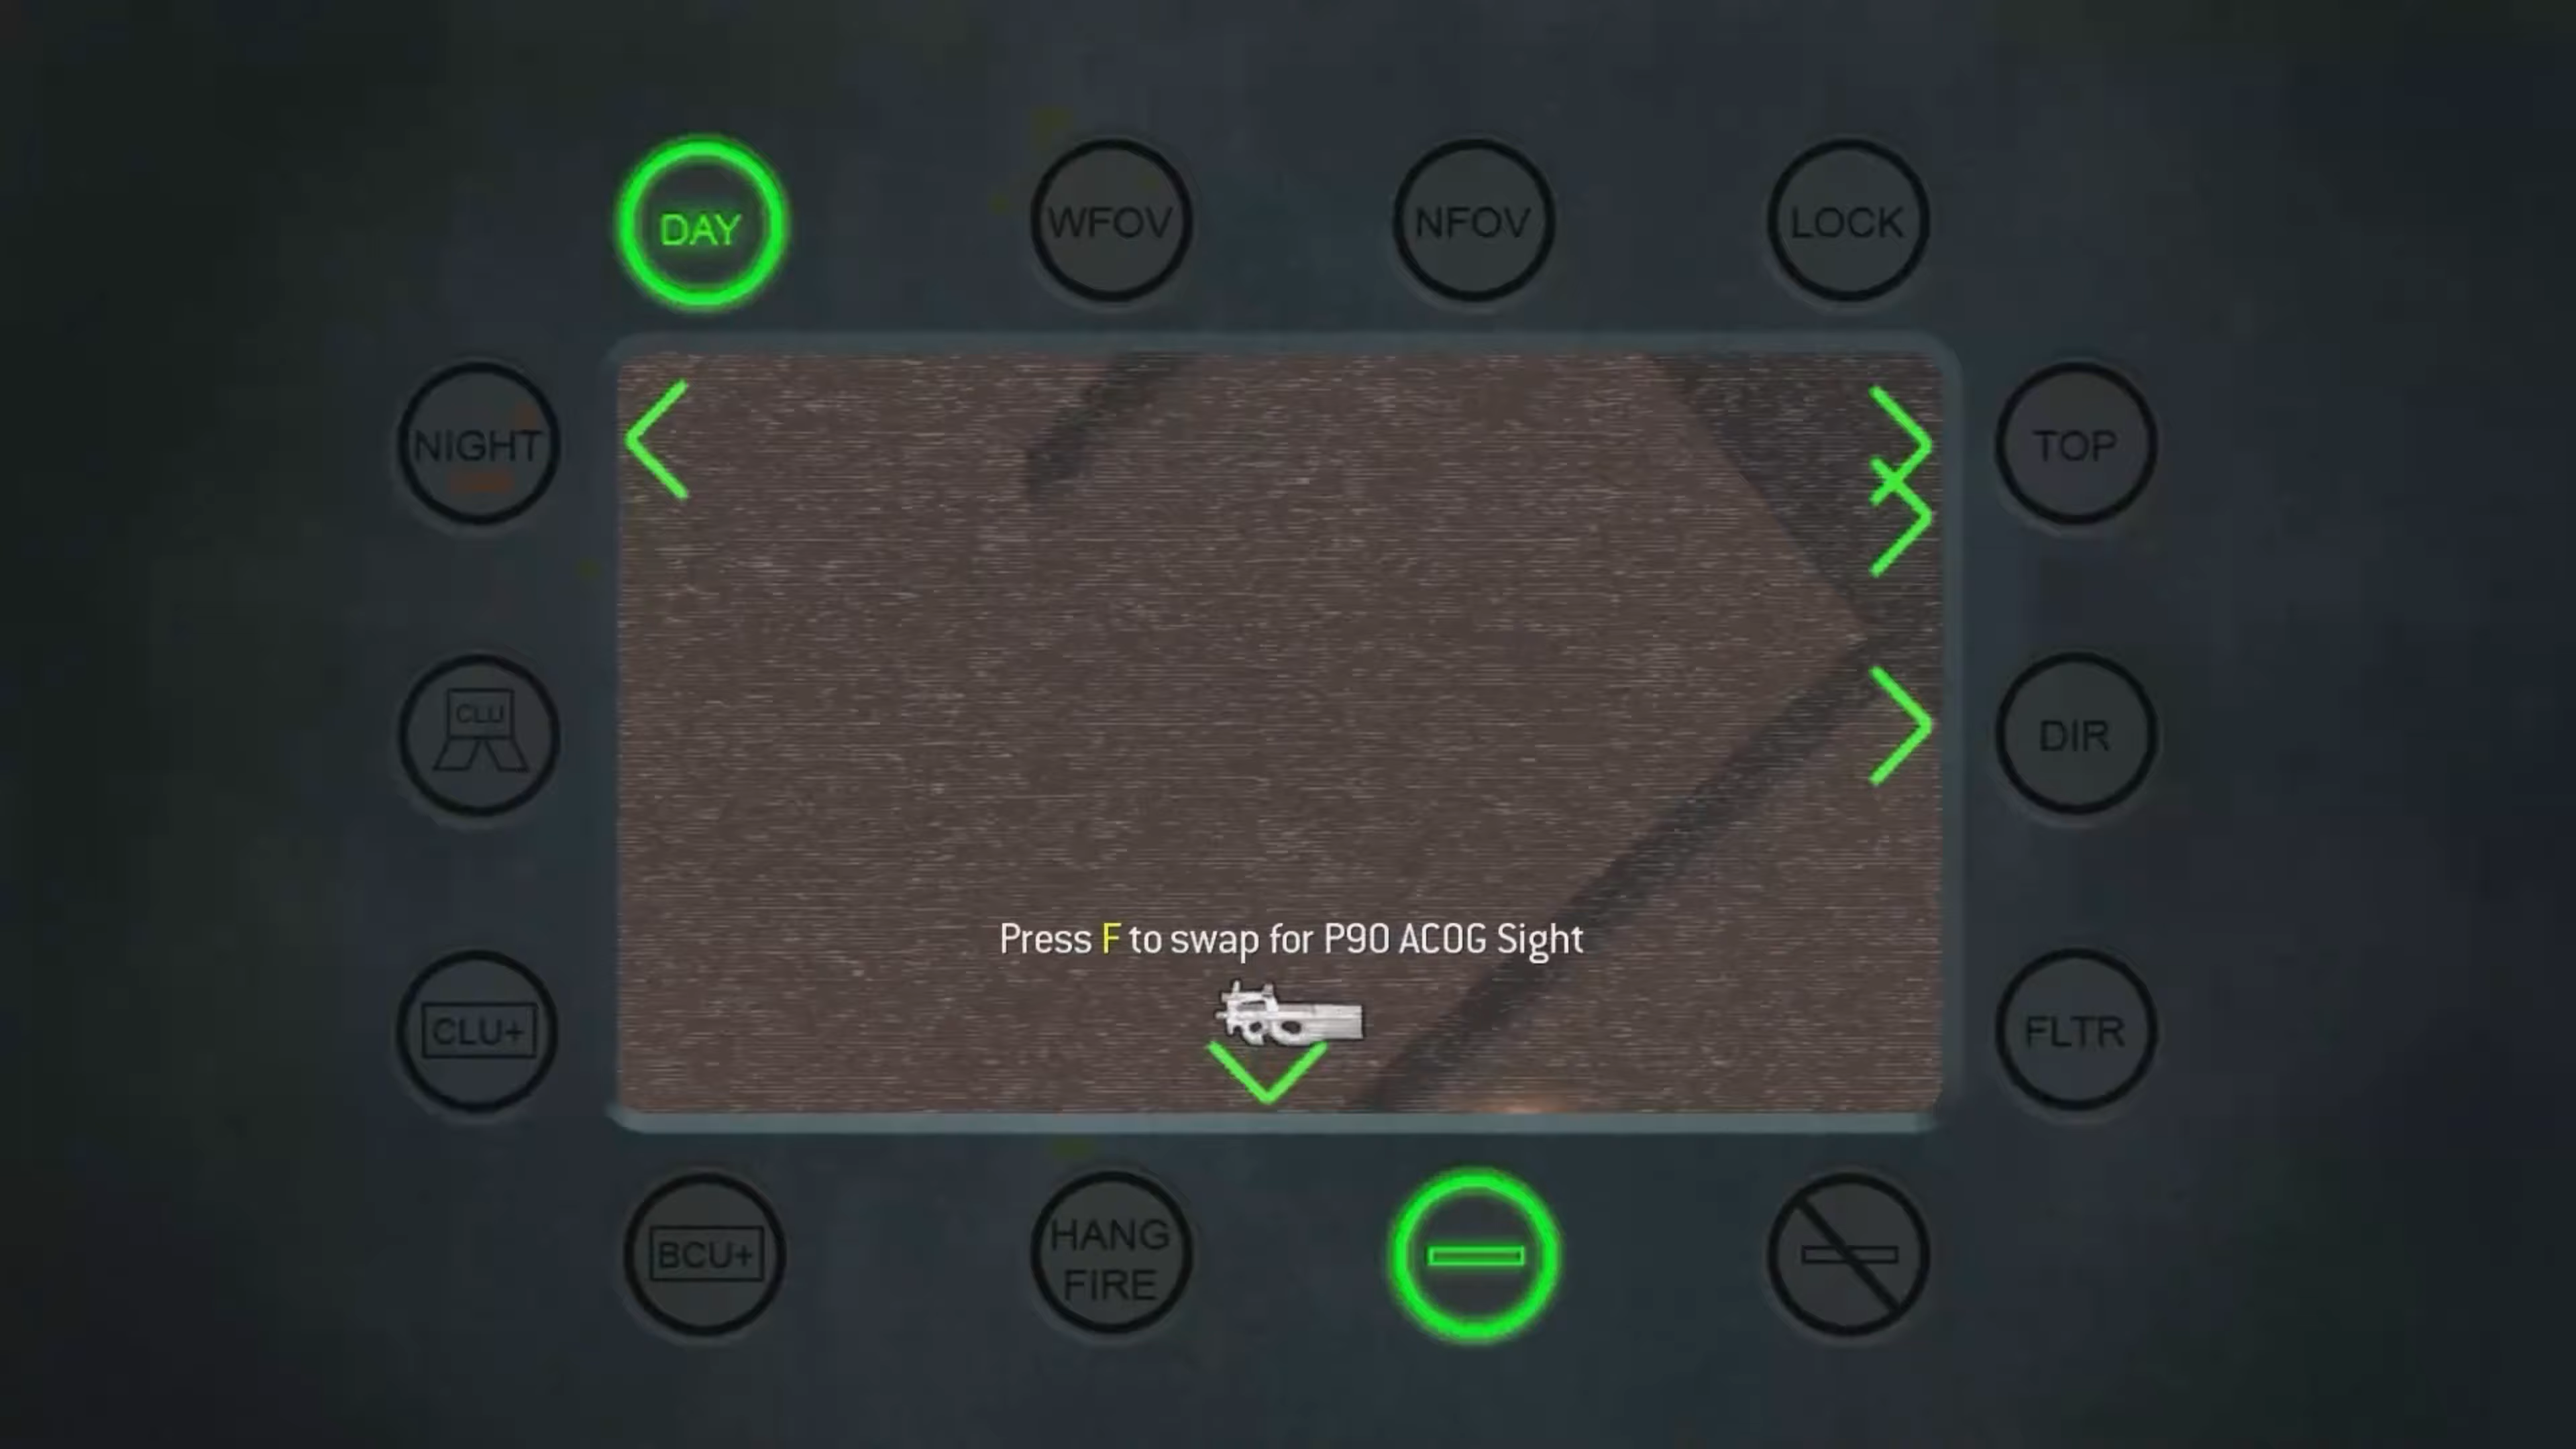 DAY
WFOV
NFOV
LOCK
NIGHT
TOP
CLU
DIR
Press F to swap for P90 ACOG Sight
CLU+
FLTR
BCU+
HANG
FIRE